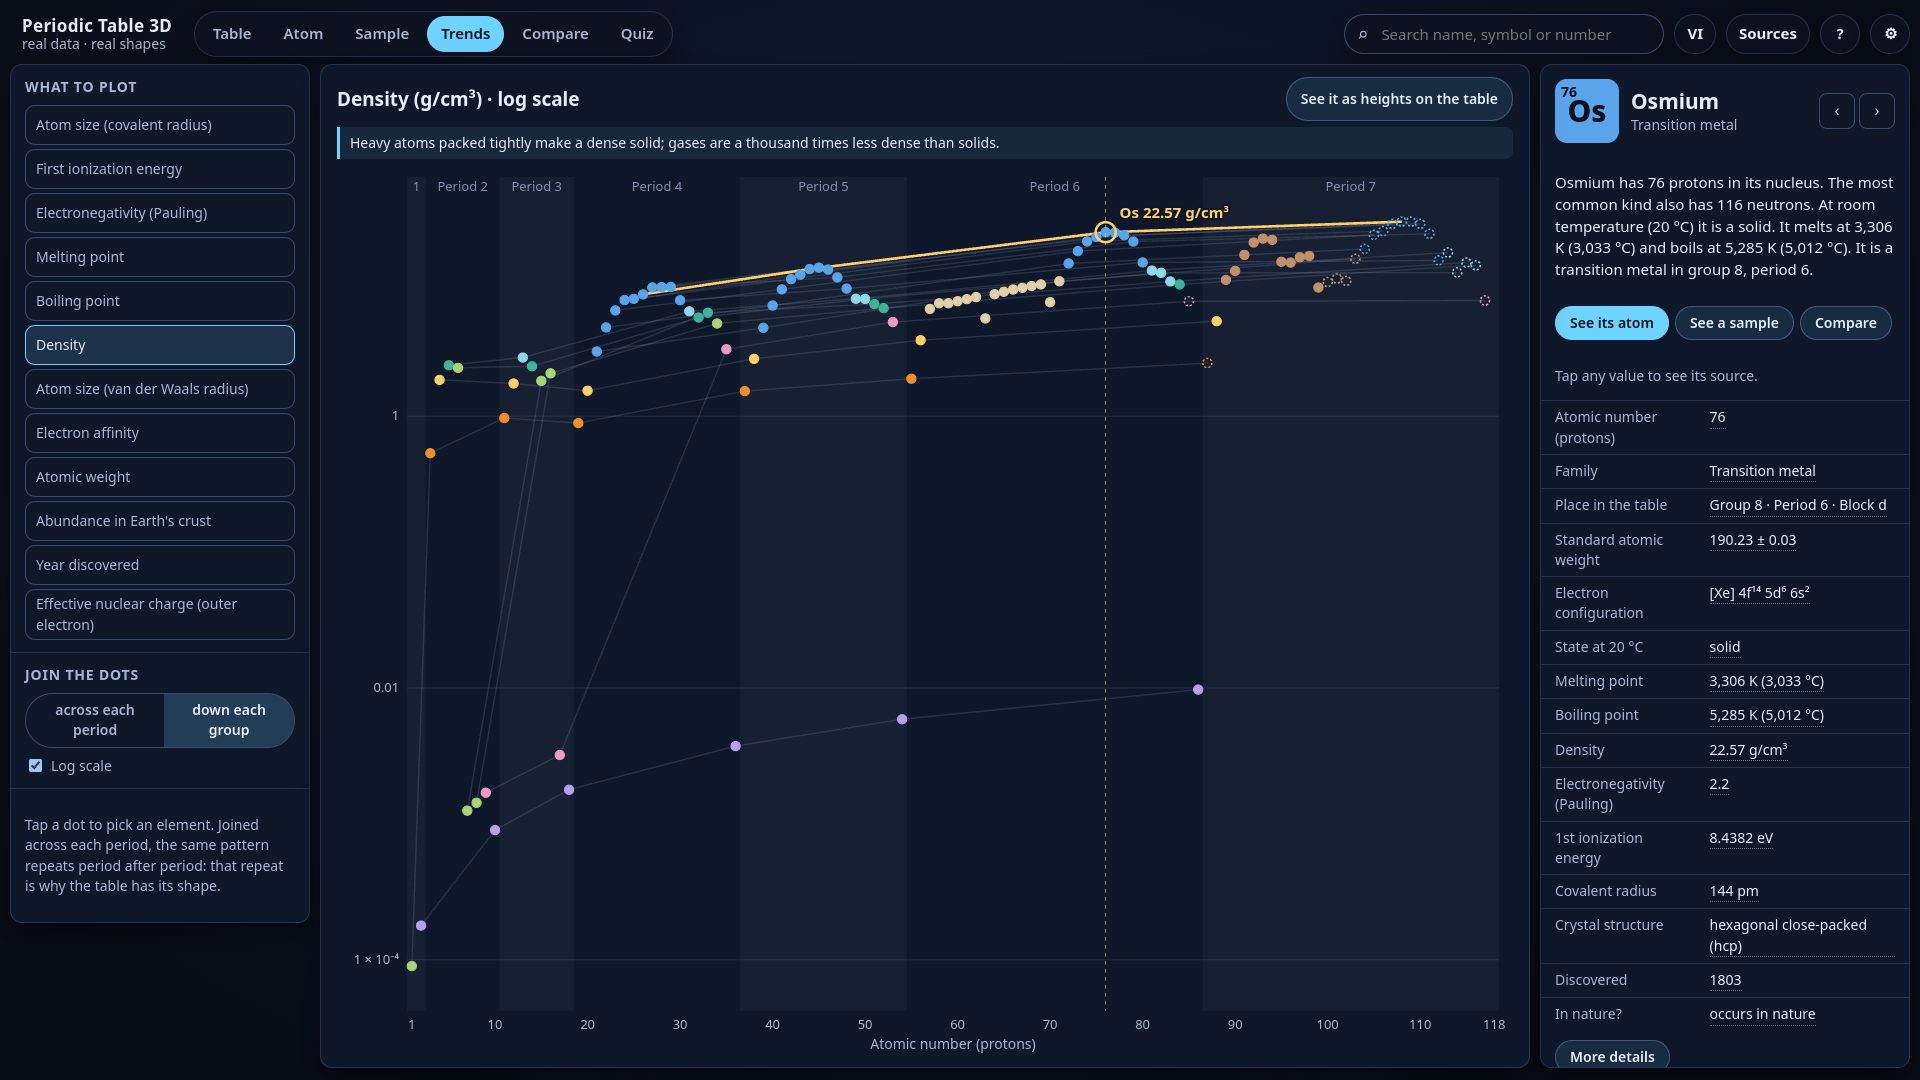 Periodic Table 3D
real data · real shapes
Table
Atom
Sample
Trends
Compare
Quiz
Search name, symbol or number
VI
Sources
?
WHAT TO PLOT
Atom size (covalent radius)
First ionization energy
Electronegativity (Pauling)
Melting point
Boiling point
Density
Atom size (van der Waals radius)
Electron affinity
Atomic weight
Abundance in Earth's crust
Year discovered
Effective nuclear charge (outer
electron)
JOIN THE DOTS
across each
period
down each
group
Log scale
Tap a dot to pick an element. Joined
across each period, the same pattern
repeats period after period: that repeat
is why the table has its shape.
Density (g/cm³) · log scale
See it as heights on the table
Heavy atoms packed tightly make a dense solid; gases are a thousand times less dense than solids.
1
Period 2
Period 3
Period 4
Period 5
Period 6
Period 7
Os 22.57 g/cm³
1
0.01
1 × 10⁻⁴
1
10
20
30
40
50
60
70
80
90
100
110
118
Atomic number (protons)
76
Os
Osmium
Transition metal
‹
›
Osmium has 76 protons in its nucleus. The most
common kind also has 116 neutrons. At room
temperature (20 °C) it is a solid. It melts at 3,306
K (3,033 °C) and boils at 5,285 K (5,012 °C). It is a
transition metal in group 8, period 6.
See its atom
See a sample
Compare
Tap any value to see its source.
Atomic number
(protons)
76
Family
Transition metal
Place in the table
Group 8 · Period 6 · Block d
Standard atomic
weight
190.23 ± 0.03
Electron
configuration
[Xe] 4f¹⁴ 5d⁶ 6s²
State at 20 °C
solid
Melting point
3,306 K (3,033 °C)
Boiling point
5,285 K (5,012 °C)
Density
22.57 g/cm³
Electronegativity
(Pauling)
2.2
1st ionization
energy
8.4382 eV
Covalent radius
144 pm
Crystal structure
hexagonal close-packed
(hcp)
Discovered
1803
In nature?
occurs in nature
More details